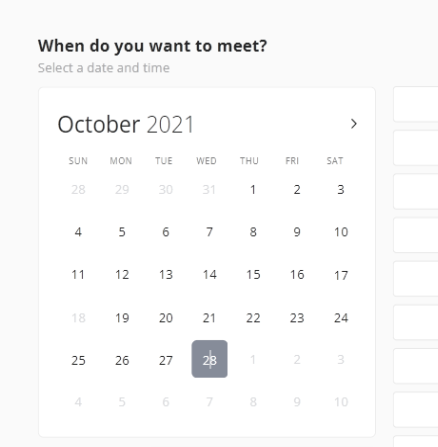 When do you want to meet?
Select a date and time
October 2021
SUN MON TUE WED THU FRI SAT
28 29 30 31 1 2 3
4 5 6 7 8 9 10
11 12 13 14 15 16 17
18 19 20 21 22 23 24
25 26 27 28 1 2 3
4 5 6 7 8 9 10